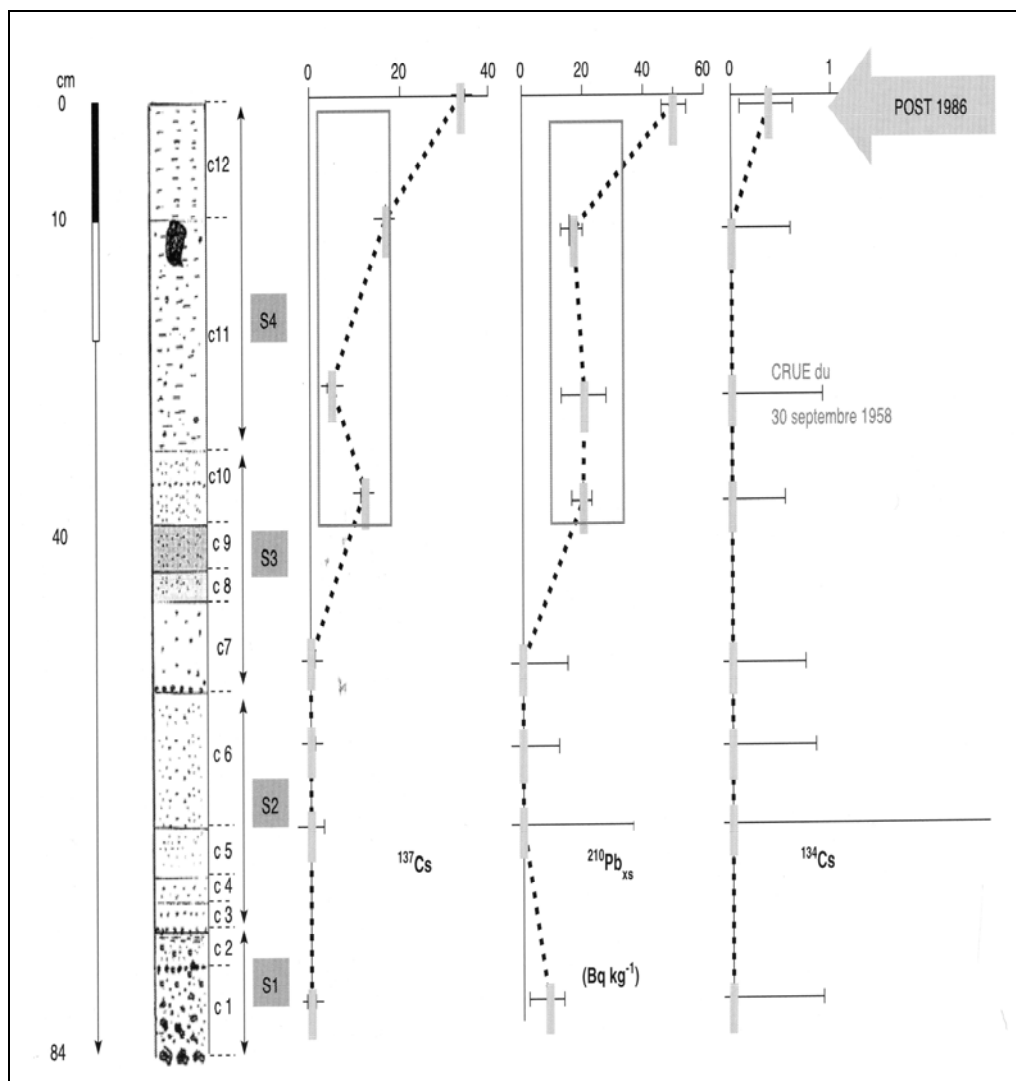 cm
0
10
40
84
c12
c11
c10
c 9
c 8
c7
c 6
c 5
c 4
c 3
c 2
c 1
S4
S3
S2
S1
0 20 40
¹³⁷Cs
0 20 40 60
²¹⁰Pbxs
(Bq kg⁻¹)
0 1
POST 1986
CRUE du
30 septembre 1958
¹³⁴Cs